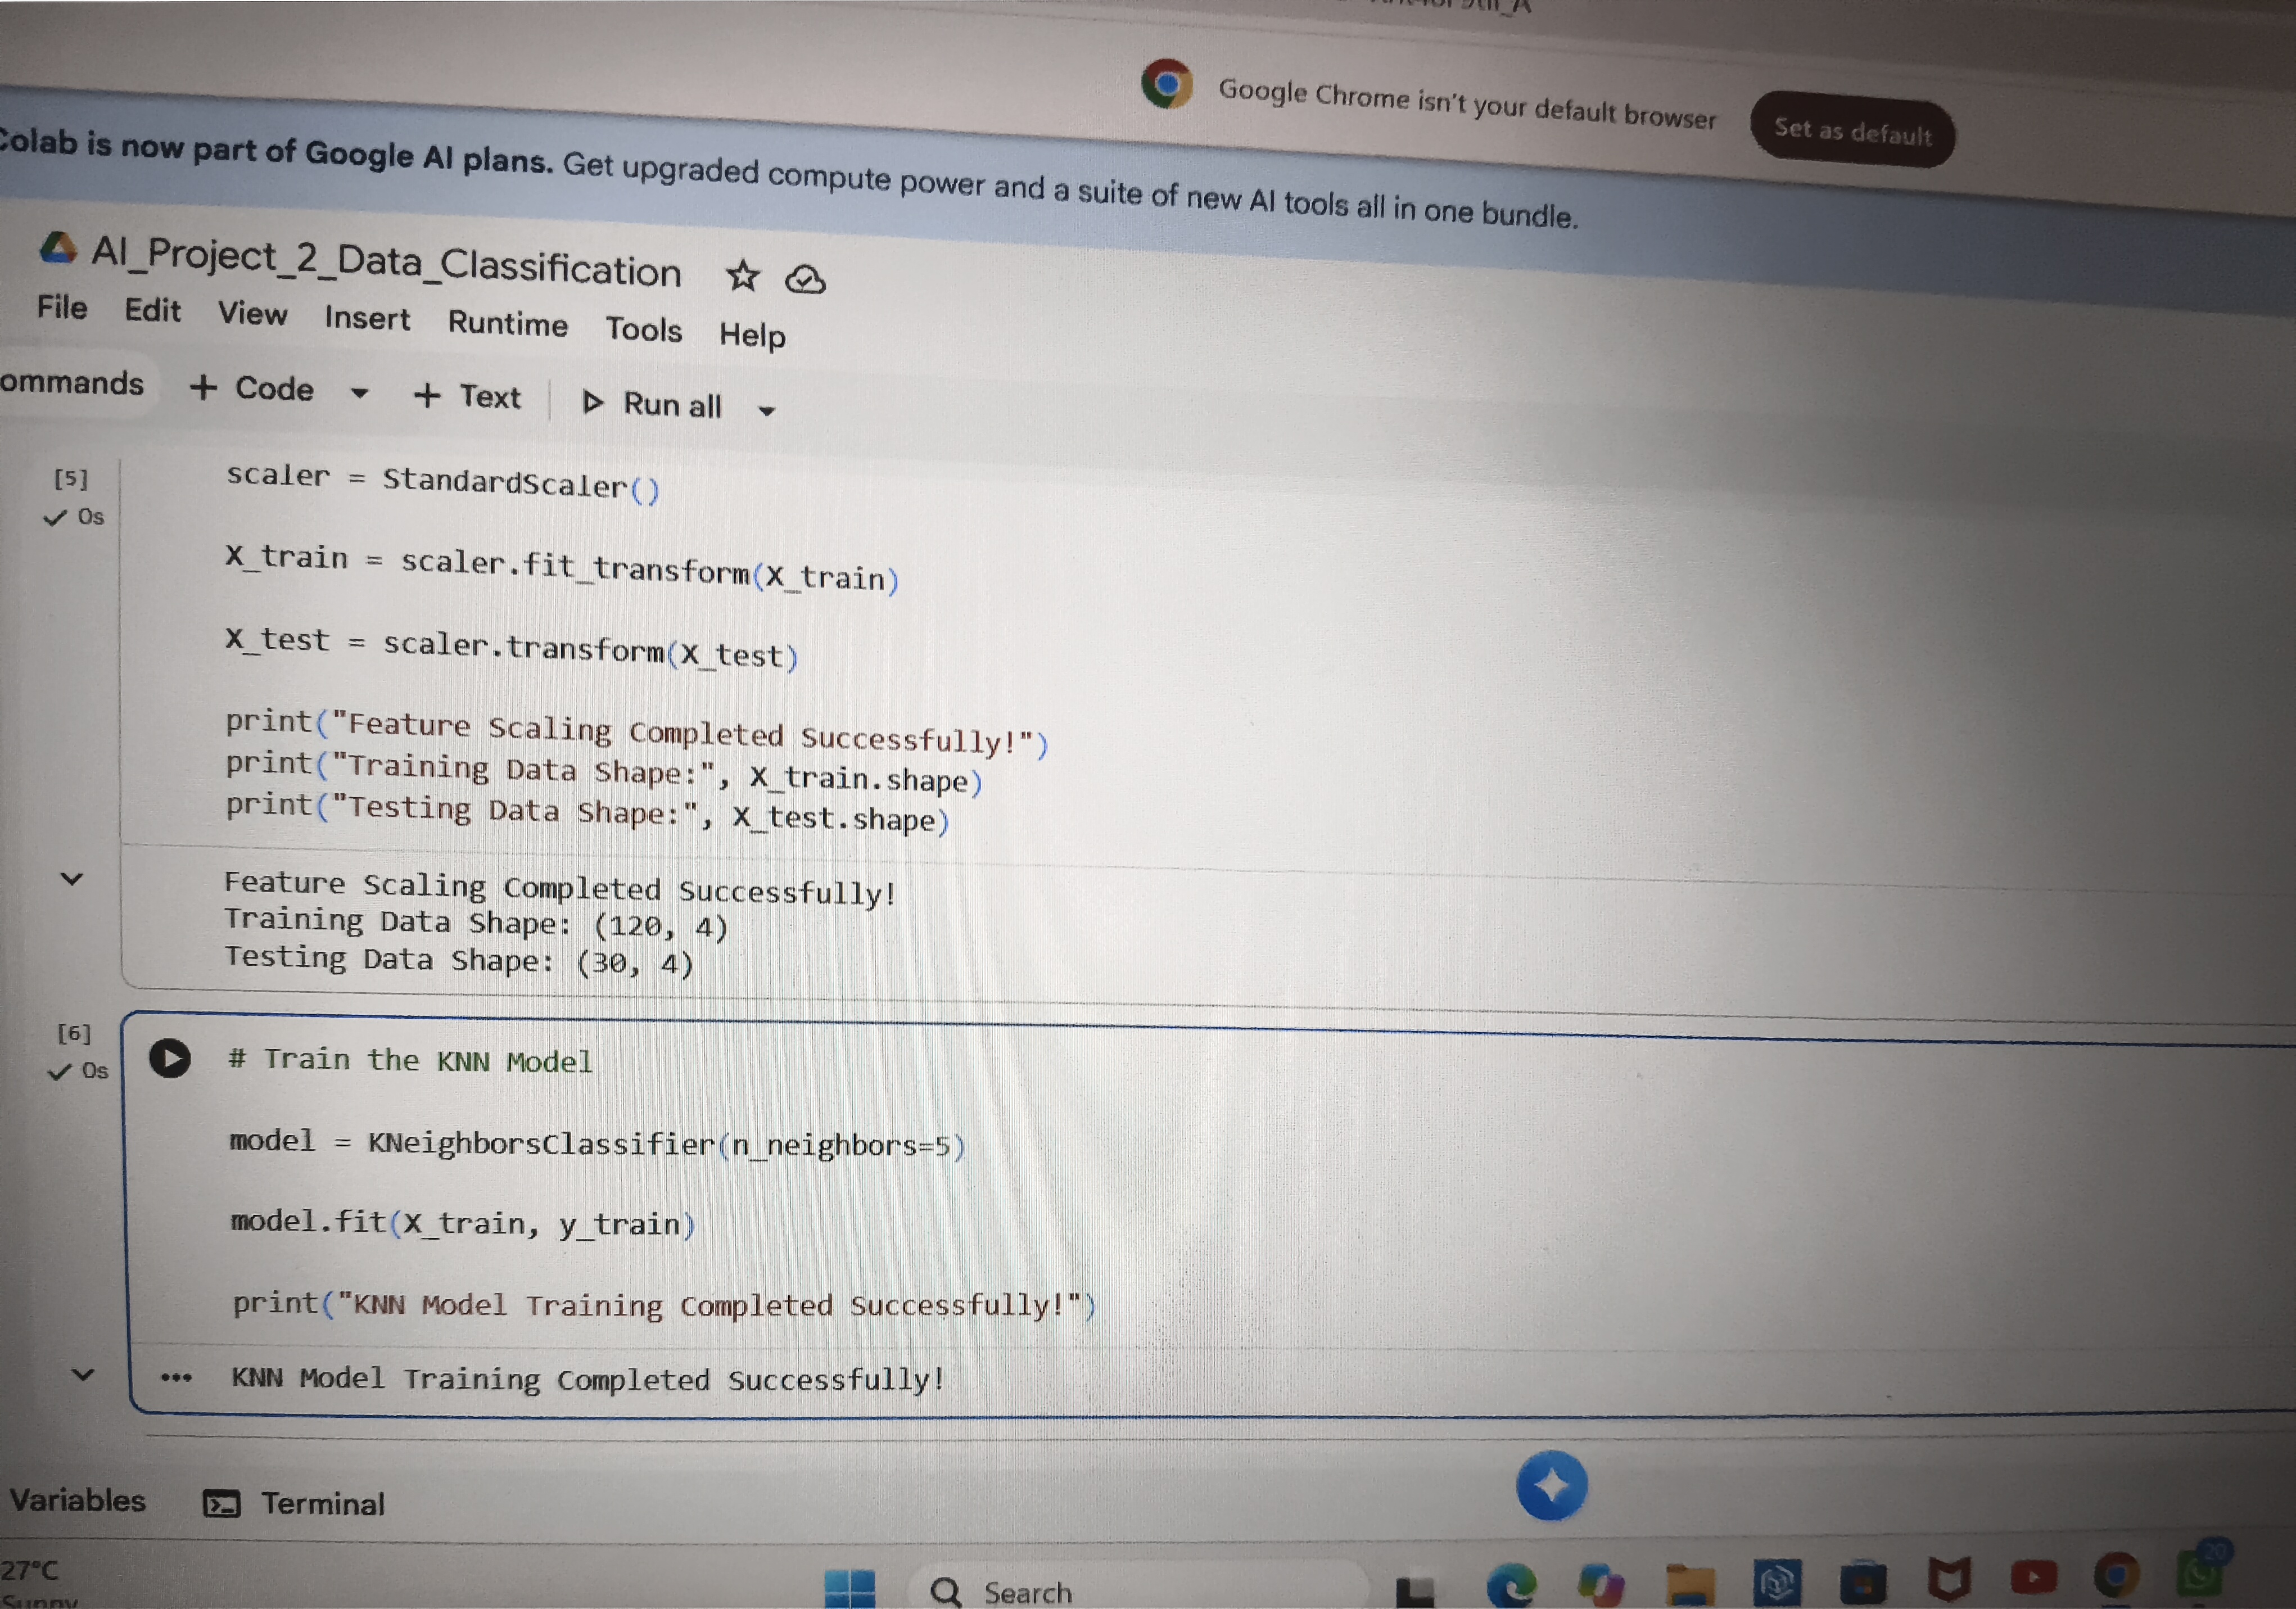 Google Chrome isn't your default browser
Set as default
Colab is now part of Google AI plans. Get upgraded compute power and a suite of new AI tools all in one bundle.
AI_Project_2_Data_Classification
File Edit View Insert Runtime Tools Help
ommands + Code + Text Run all
[5]
0s
scaler = StandardScaler()
X_train = scaler.fit_transform(X_train)
X_test = scaler.transform(X_test)
print("Feature Scaling Completed Successfully!")
print("Training Data Shape:", X_train.shape)
print("Testing Data Shape:", X_test.shape)
Feature Scaling Completed Successfully!
Training Data Shape: (120, 4)
Testing Data Shape: (30, 4)
[6]
0s
# Train the KNN Model
model = KNeighborsClassifier(n_neighbors=5)
model.fit(X_train, y_train)
print("KNN Model Training Completed Successfully!")
KNN Model Training Completed Successfully!
Variables Terminal
27°C
Sunny
Search
20